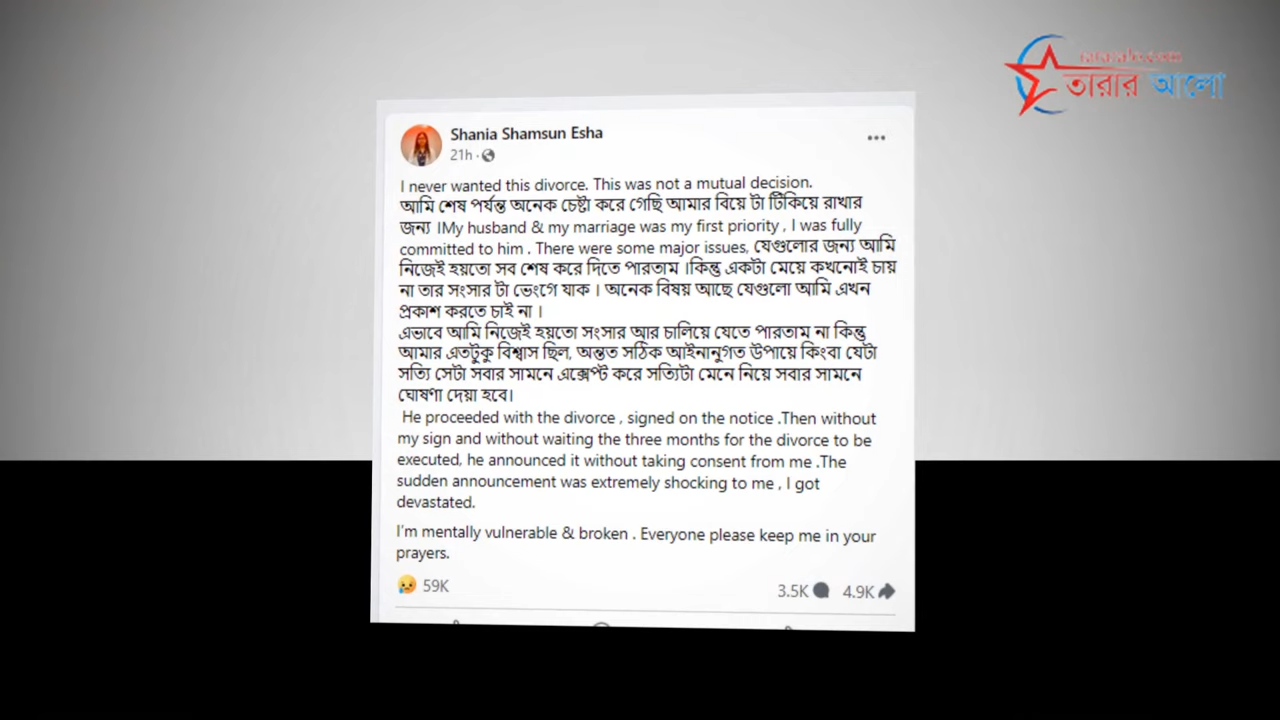 tararalo.com
তারার আলো
Shania Shamsun Esha
21h ·
I never wanted this divorce. This was not a mutual decision.
আমি শেষ পর্যন্ত অনেক চেষ্টা করে গেছি আমার বিয়ে টা টিকিয়ে রাখার
জন্য ।My husband & my marriage was my first priority , I was fully
committed to him . There were some major issues, যেগুলোর জন্য আমি
নিজেই হয়তো সব শেষ করে দিতে পারতাম ।কিন্তু একটা মেয়ে কখনোই চায়
না তার সংসার টা ভেংগে যাক । অনেক বিষয় আছে যেগুলো আমি এখন
প্রকাশ করতে চাই না ।
এভাবে আমি নিজেই হয়তো সংসার আর চালিয়ে যেতে পারতাম না কিন্তু
আমার এতটুকু বিশ্বাস ছিল, অন্তত সঠিক আইনানুগত উপায়ে কিংবা যেটা
সত্যি সেটা সবার সামনে এক্সেপ্ট করে সত্যিটা মেনে নিয়ে সবার সামনে
ঘোষণা দেয়া হবে।
He proceeded with the divorce , signed on the notice .Then without
my sign and without waiting the three months for the divorce to be
executed, he announced it without taking consent from me .The
sudden announcement was extremely shocking to me , I got
devastated.
I'm mentally vulnerable & broken . Everyone please keep me in your
prayers.
59K
3.5K 4.9K